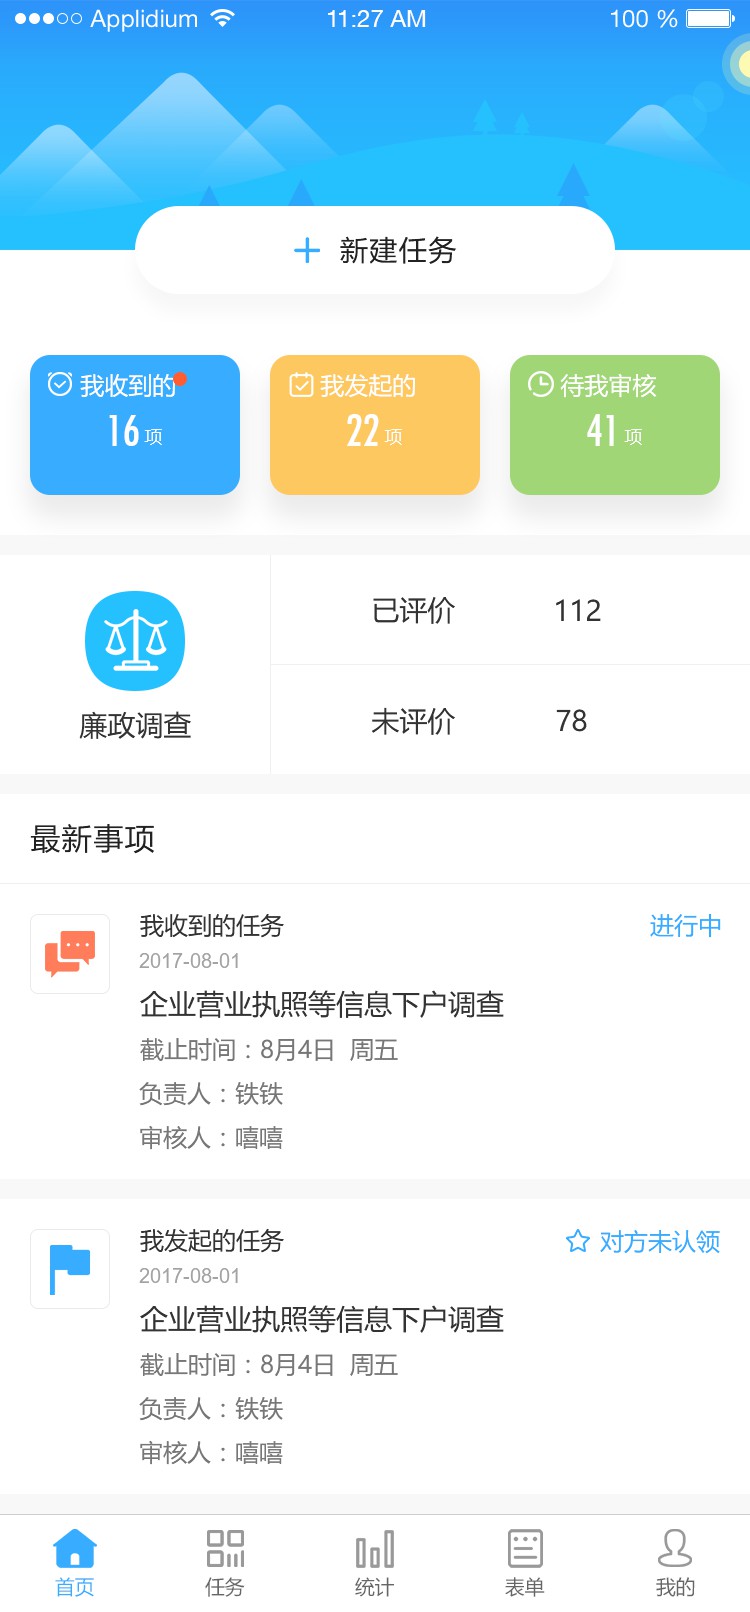 Applidium 11:27 AM 100 %
新建任务
我收到的 我发起的 待我审核
16项 22项 41项
已评价 112
廉政调查
未评价 78
最新事项
我收到的任务 进行中
2017-08-01
企业营业执照等信息下户调查
截止时间：8月4日 周五
负责人：铁铁
审核人：嘻嘻
我发起的任务 对方未认领
2017-08-01
企业营业执照等信息下户调查
截止时间：8月4日 周五
负责人：铁铁
审核人：嘻嘻
首页 任务 统计 表单 我的